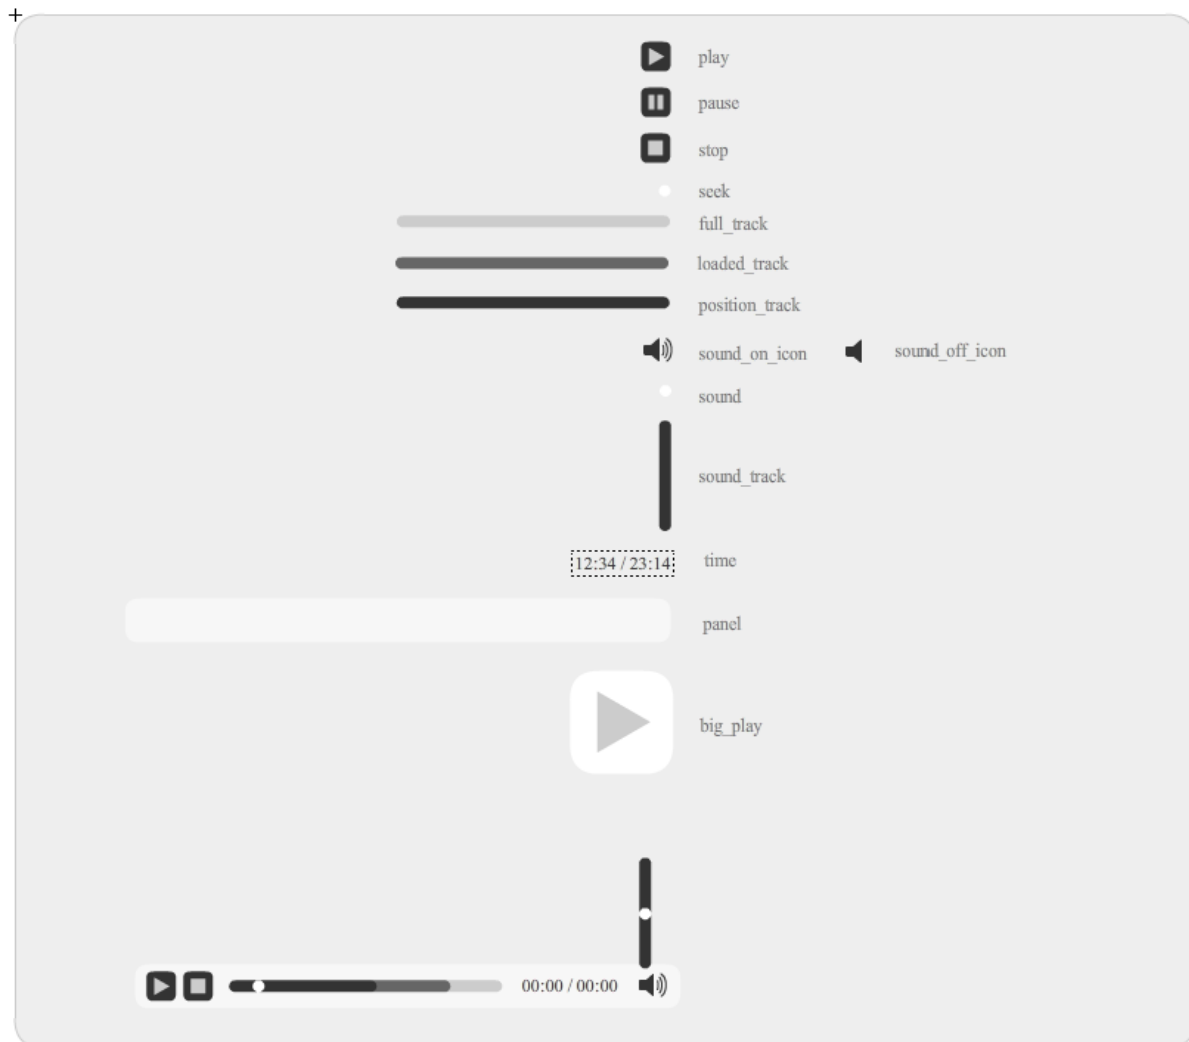 play
pause
stop
seek
full_track
loaded_track
position_track
sound_on_icon
sound_off_icon
sound
sound_track
12:34 / 23:14
time
panel
big_play
00:00 / 00:00